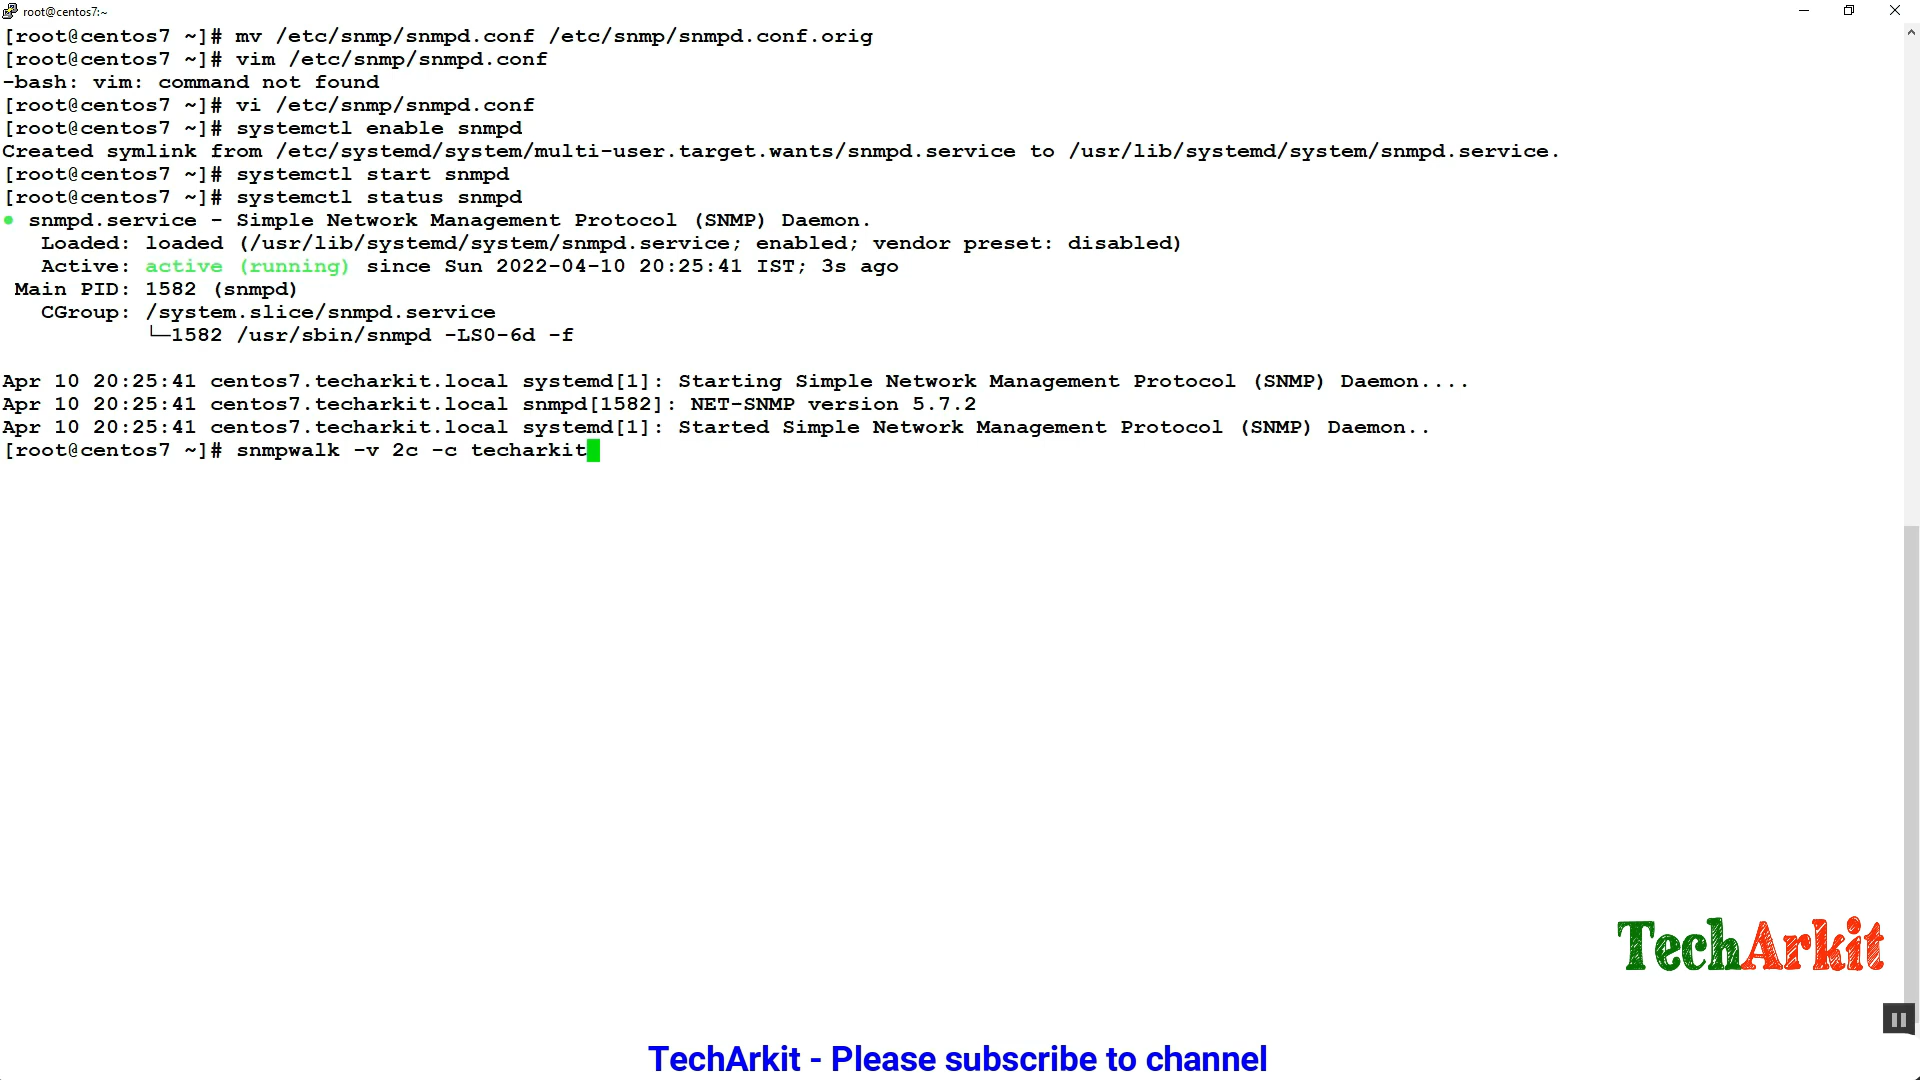 root@centos7:~
[root@centos7 ~]# mv /etc/snmp/snmpd.conf /etc/snmp/snmpd.conf.orig
[root@centos7 ~]# vim /etc/snmp/snmpd.conf
-bash: vim: command not found
[root@centos7 ~]# vi /etc/snmp/snmpd.conf
[root@centos7 ~]# systemctl enable snmpd
Created symlink from /etc/systemd/system/multi-user.target.wants/snmpd.service to /usr/lib/systemd/system/snmpd.service.
[root@centos7 ~]# systemctl start snmpd
[root@centos7 ~]# systemctl status snmpd
● snmpd.service - Simple Network Management Protocol (SNMP) Daemon.
   Loaded: loaded (/usr/lib/systemd/system/snmpd.service; enabled; vendor preset: disabled)
   Active: active (running) since Sun 2022-04-10 20:25:41 IST; 3s ago
 Main PID: 1582 (snmpd)
   CGroup: /system.slice/snmpd.service
           └─1582 /usr/sbin/snmpd -LS0-6d -f
Apr 10 20:25:41 centos7.techarkit.local systemd[1]: Starting Simple Network Management Protocol (SNMP) Daemon....
Apr 10 20:25:41 centos7.techarkit.local snmpd[1582]: NET-SNMP version 5.7.2
Apr 10 20:25:41 centos7.techarkit.local systemd[1]: Started Simple Network Management Protocol (SNMP) Daemon..
[root@centos7 ~]# snmpwalk -v 2c -c techarkit
TechArkit
TechArkit - Please subscribe to channel